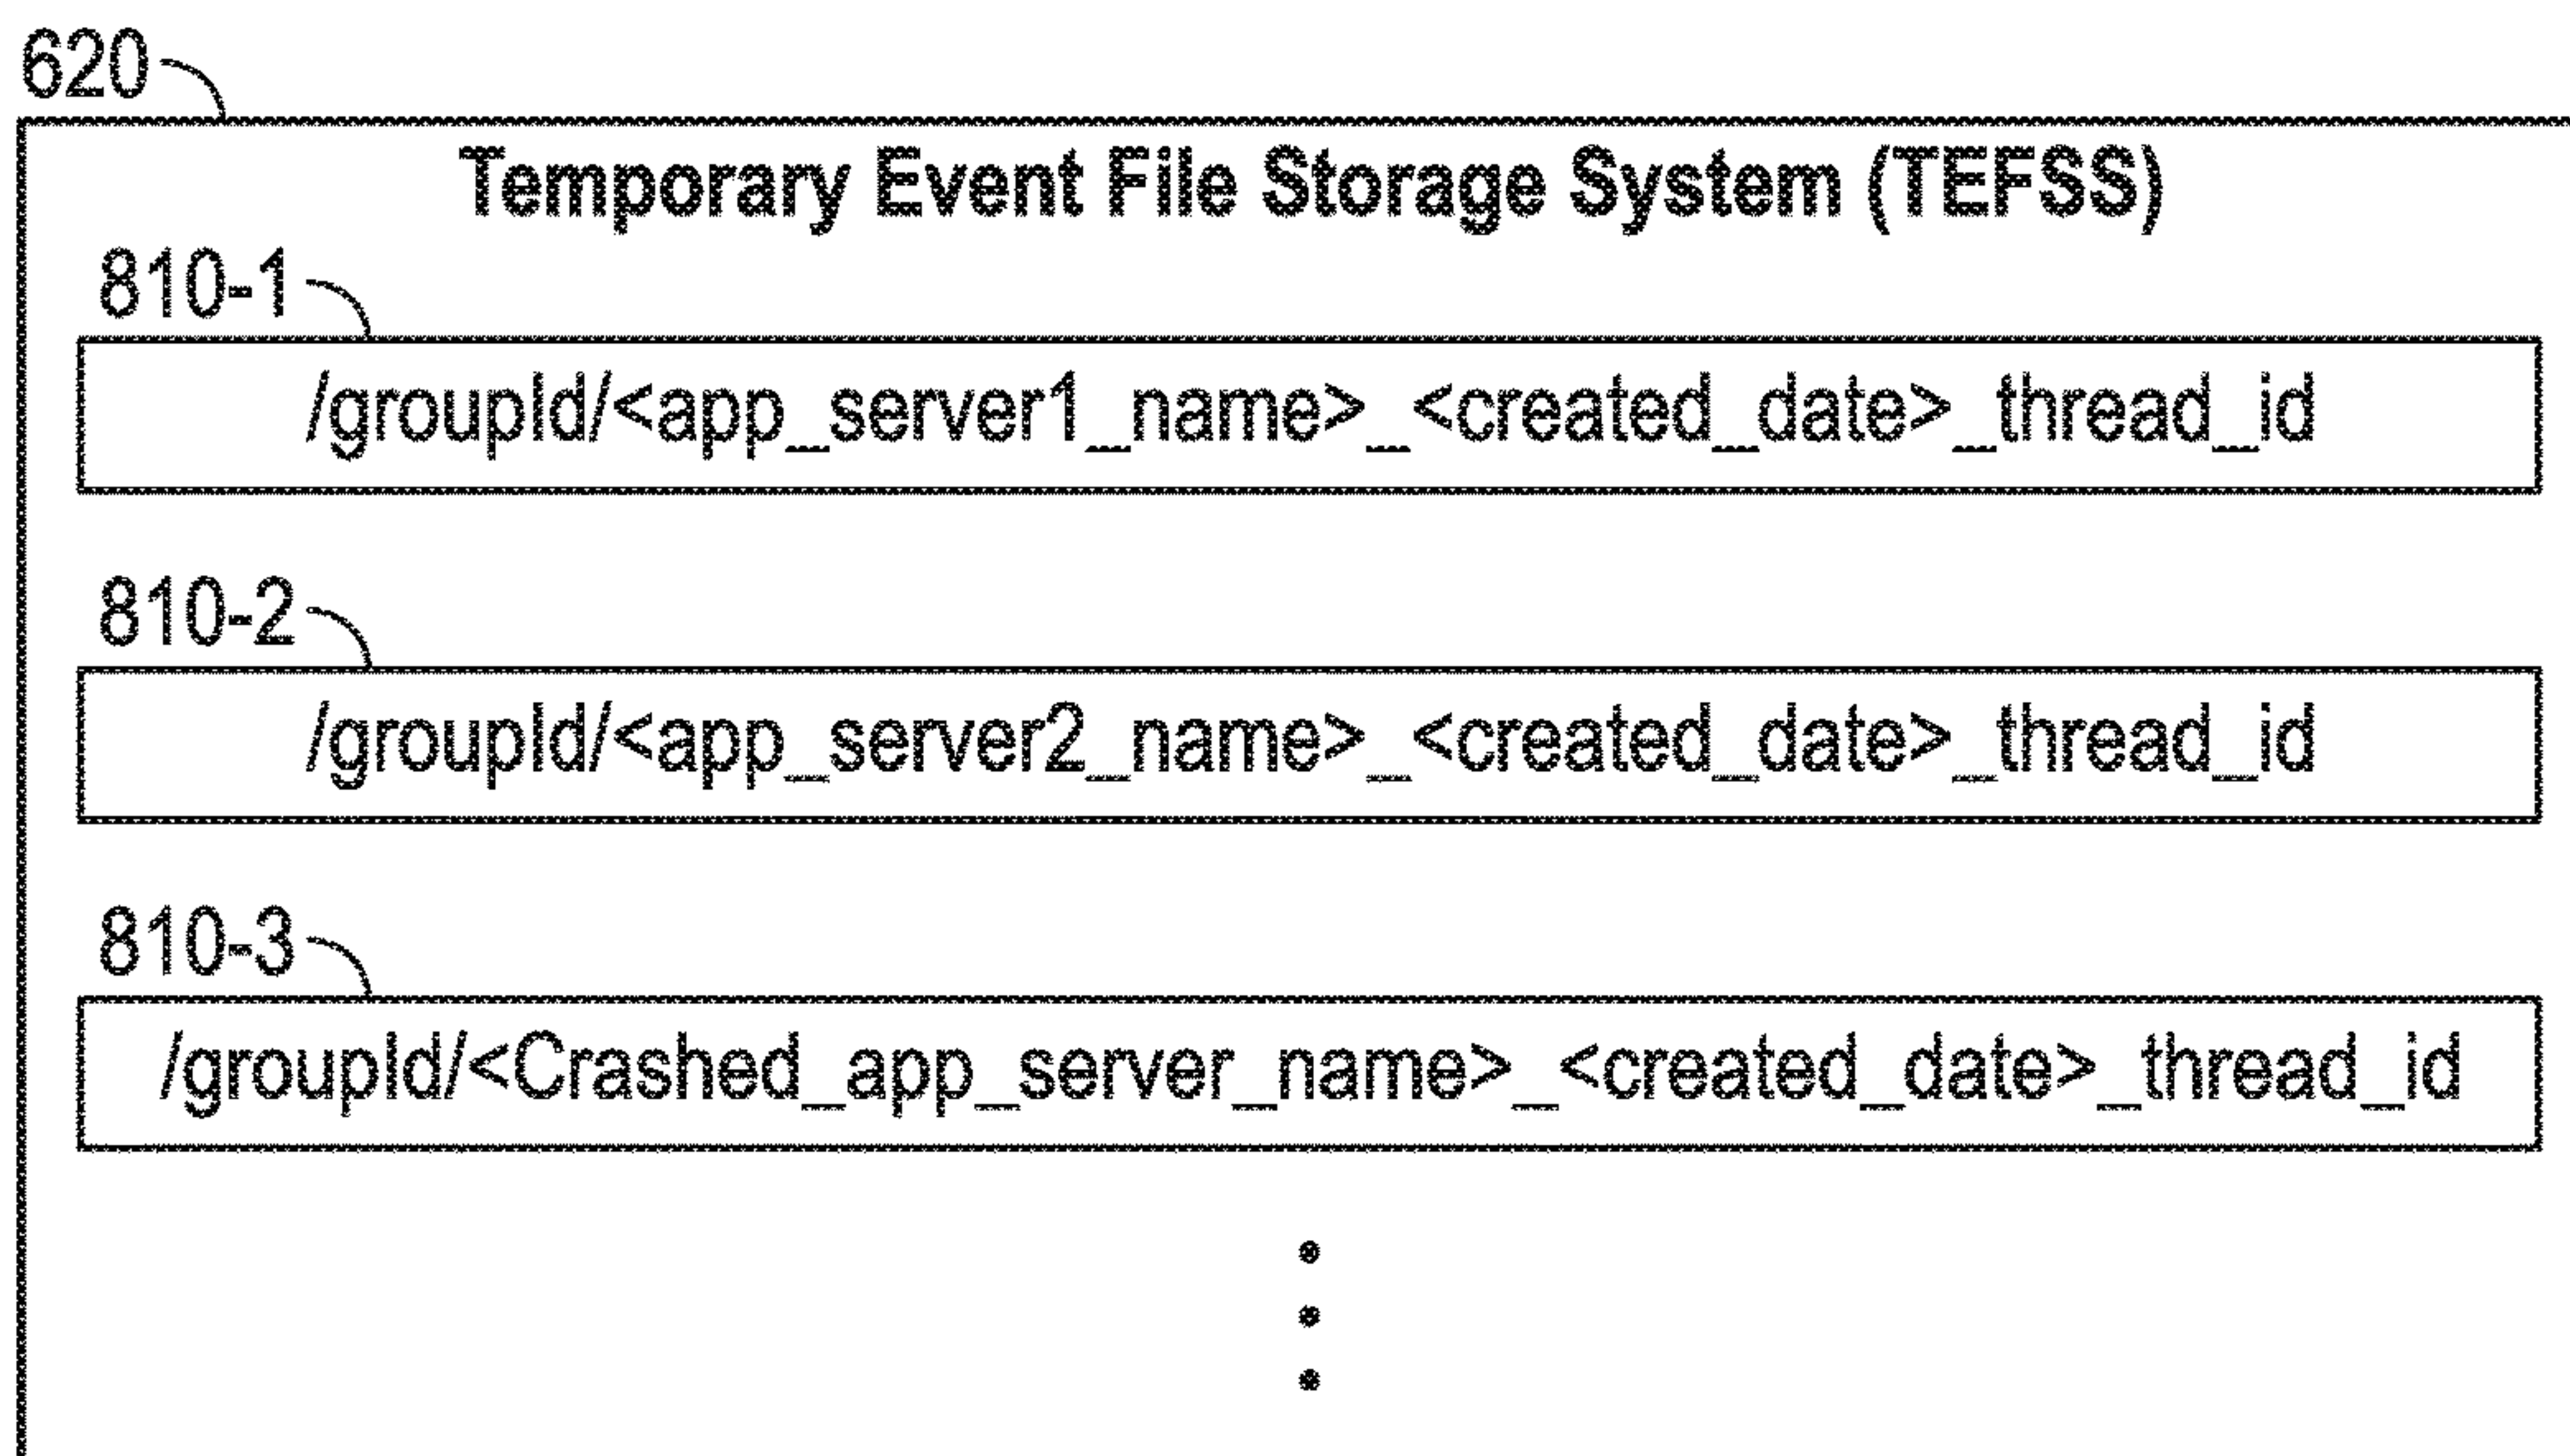 620
Temporary Event File Storage System (TEFSS)
810-1
/groupId/<app_server1_name>_<created_date>_thread_id
810-2
/groupId/<app_server2_name>_<created_date>_thread_id
810-3
/groupId/<Crashed_app_server_name>_<created_date>_thread_id